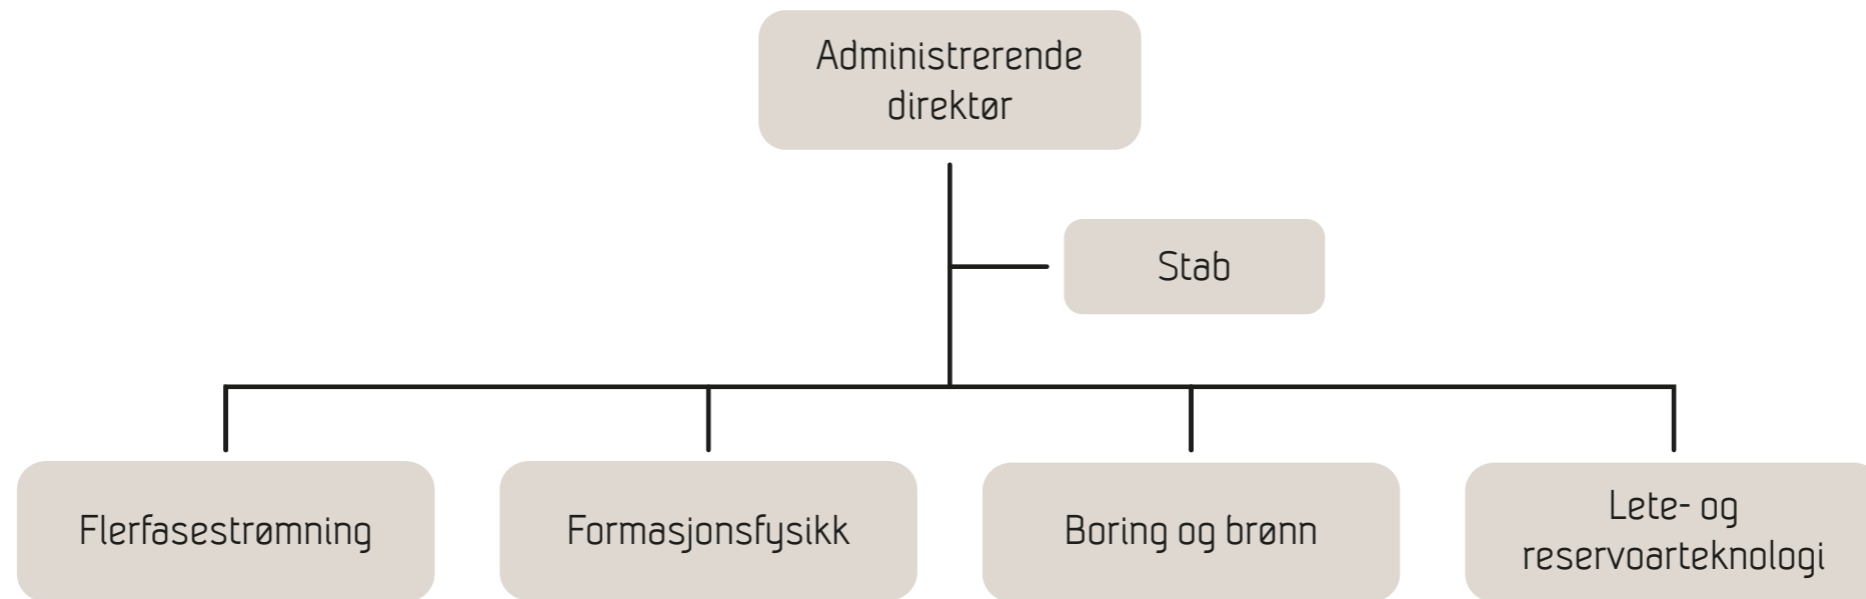 Administrerende
direktør
Stab
Flerfasestrømning
Formasjonsfysikk
Boring og brønn
Lete- og
reservoarteknologi